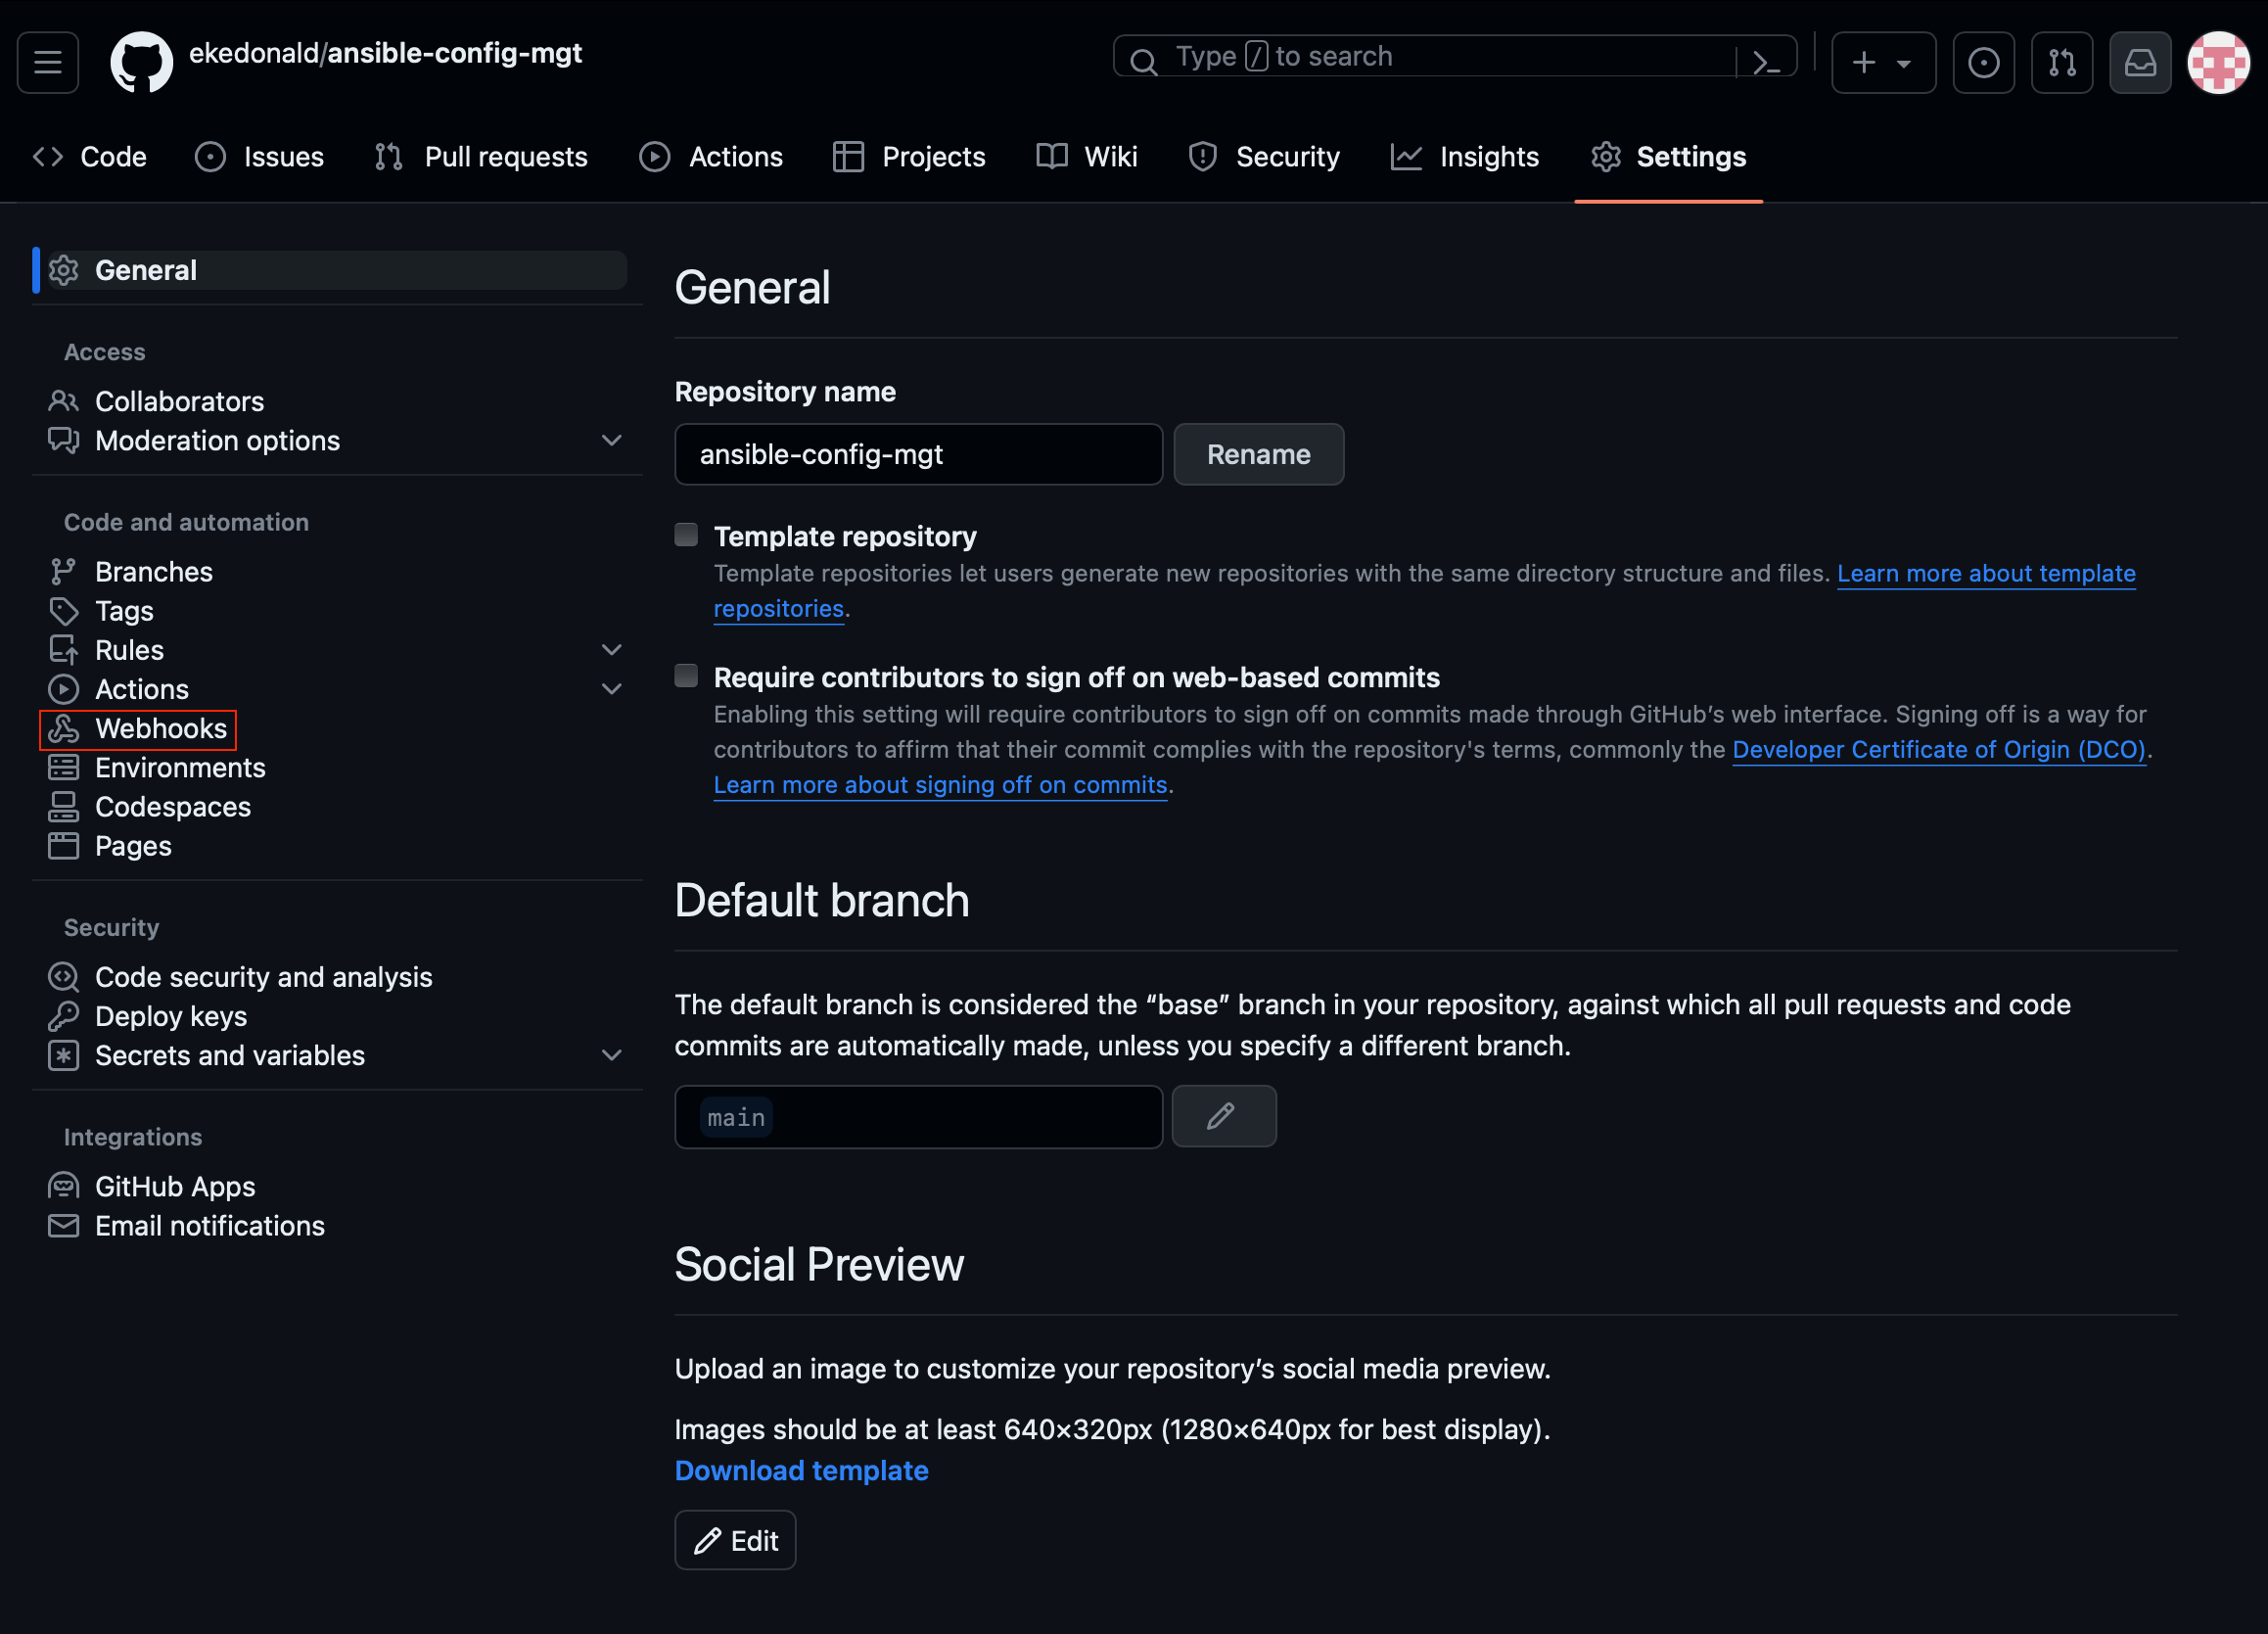 ekedonald/ansible-config-mgt
Type / to search
Code
Issues
Pull requests
Actions
Projects
Wiki
Security
Insights
Settings
General
Access
Collaborators
Moderation options
Code and automation
Branches
Tags
Rules
Actions
Webhooks
Environments
Codespaces
Pages
Security
Code security and analysis
Deploy keys
Secrets and variables
Integrations
GitHub Apps
Email notifications
General
Repository name
ansible-config-mgt
Rename
Template repository
Template repositories let users generate new repositories with the same directory structure and files. Learn more about template
repositories.
Require contributors to sign off on web-based commits
Enabling this setting will require contributors to sign off on commits made through GitHub’s web interface. Signing off is a way for
contributors to affirm that their commit complies with the repository's terms, commonly the Developer Certificate of Origin (DCO).
Learn more about signing off on commits.
Default branch
The default branch is considered the “base” branch in your repository, against which all pull requests and code
commits are automatically made, unless you specify a different branch.
main
Social Preview
Upload an image to customize your repository’s social media preview.
Images should be at least 640×320px (1280×640px for best display).
Download template
Edit